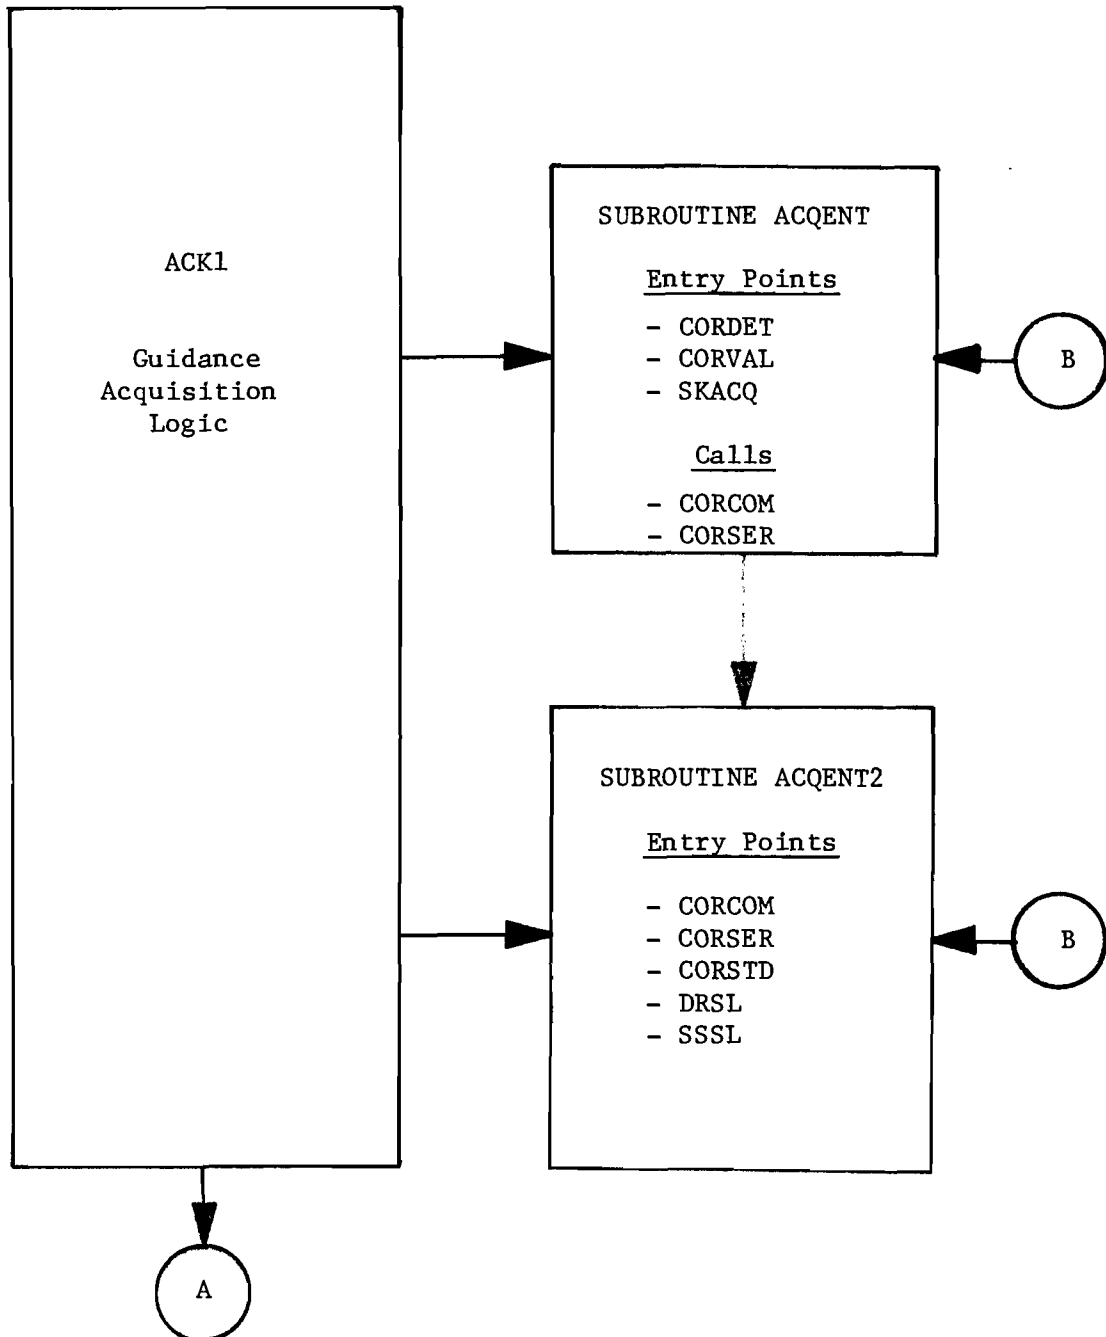 ACK1
Guidance
Acquisition
Logic
SUBROUTINE ACQENT
Entry Points
- CORDET
- CORVAL
- SKACQ
Calls
- CORCOM
- CORSER
B
SUBROUTINE ACQENT2
Entry Points
- CORCOM
- CORSER
- CORSTD
- DRSL
- SSSL
B
A